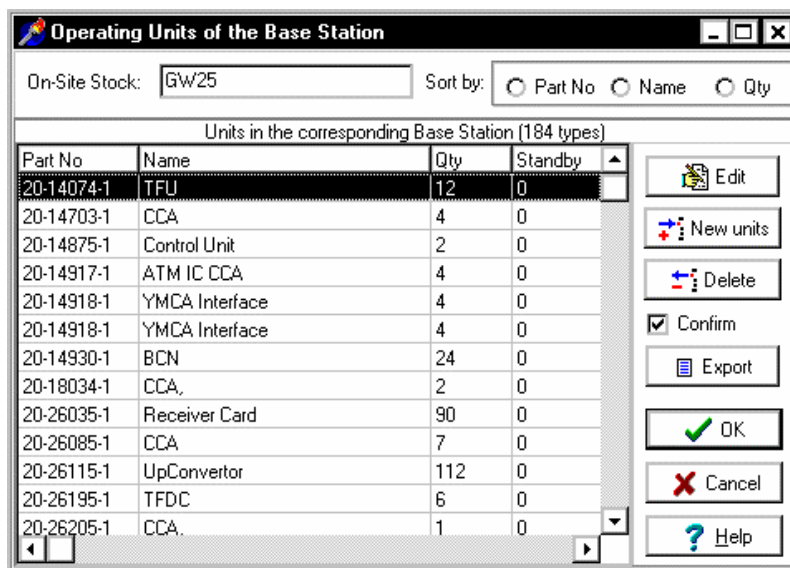 Operating Units of the Base Station
On-Site Stock: GW25 Sort by: Part No Name Qty
Units in the corresponding Base Station (184 types)
Part No Name Qty Standby
20-14074-1 TFU 12 0
20-14703-1 CCA 4 0
20-14875-1 Control Unit 2 0
20-14917-1 ATM IC CCA 4 0
20-14918-1 YMCA Interface 4 0
20-14918-1 YMCA Interface 4 0
20-14930-1 BCN 24 0
20-18034-1 CCA, 2 0
20-26035-1 Receiver Card 90 0
20-26085-1 CCA 7 0
20-26115-1 UpConvertor 112 0
20-26195-1 TFDC 6 0
20-26205-1 CCA, 1 0
Edit
New units
Delete
Confirm
Export
OK
Cancel
Help